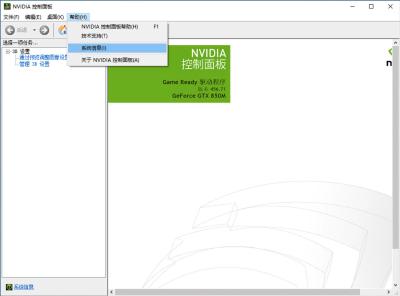 NVIDIA 控制面板
文件(F) 编辑(E) 桌面(K) 帮助(H)
NVIDIA 控制面板帮助(H) F1
技术支持(T)
系统信息(I)
关于 NVIDIA 控制面板(A)
后退
选择一项任务...
3D 设置
通过预览调整图像设置
管理 3D 设置
NVIDIA
控制面板
Game Ready 驱动程序
版本 456.71
GeForce GTX 850M
系统信息